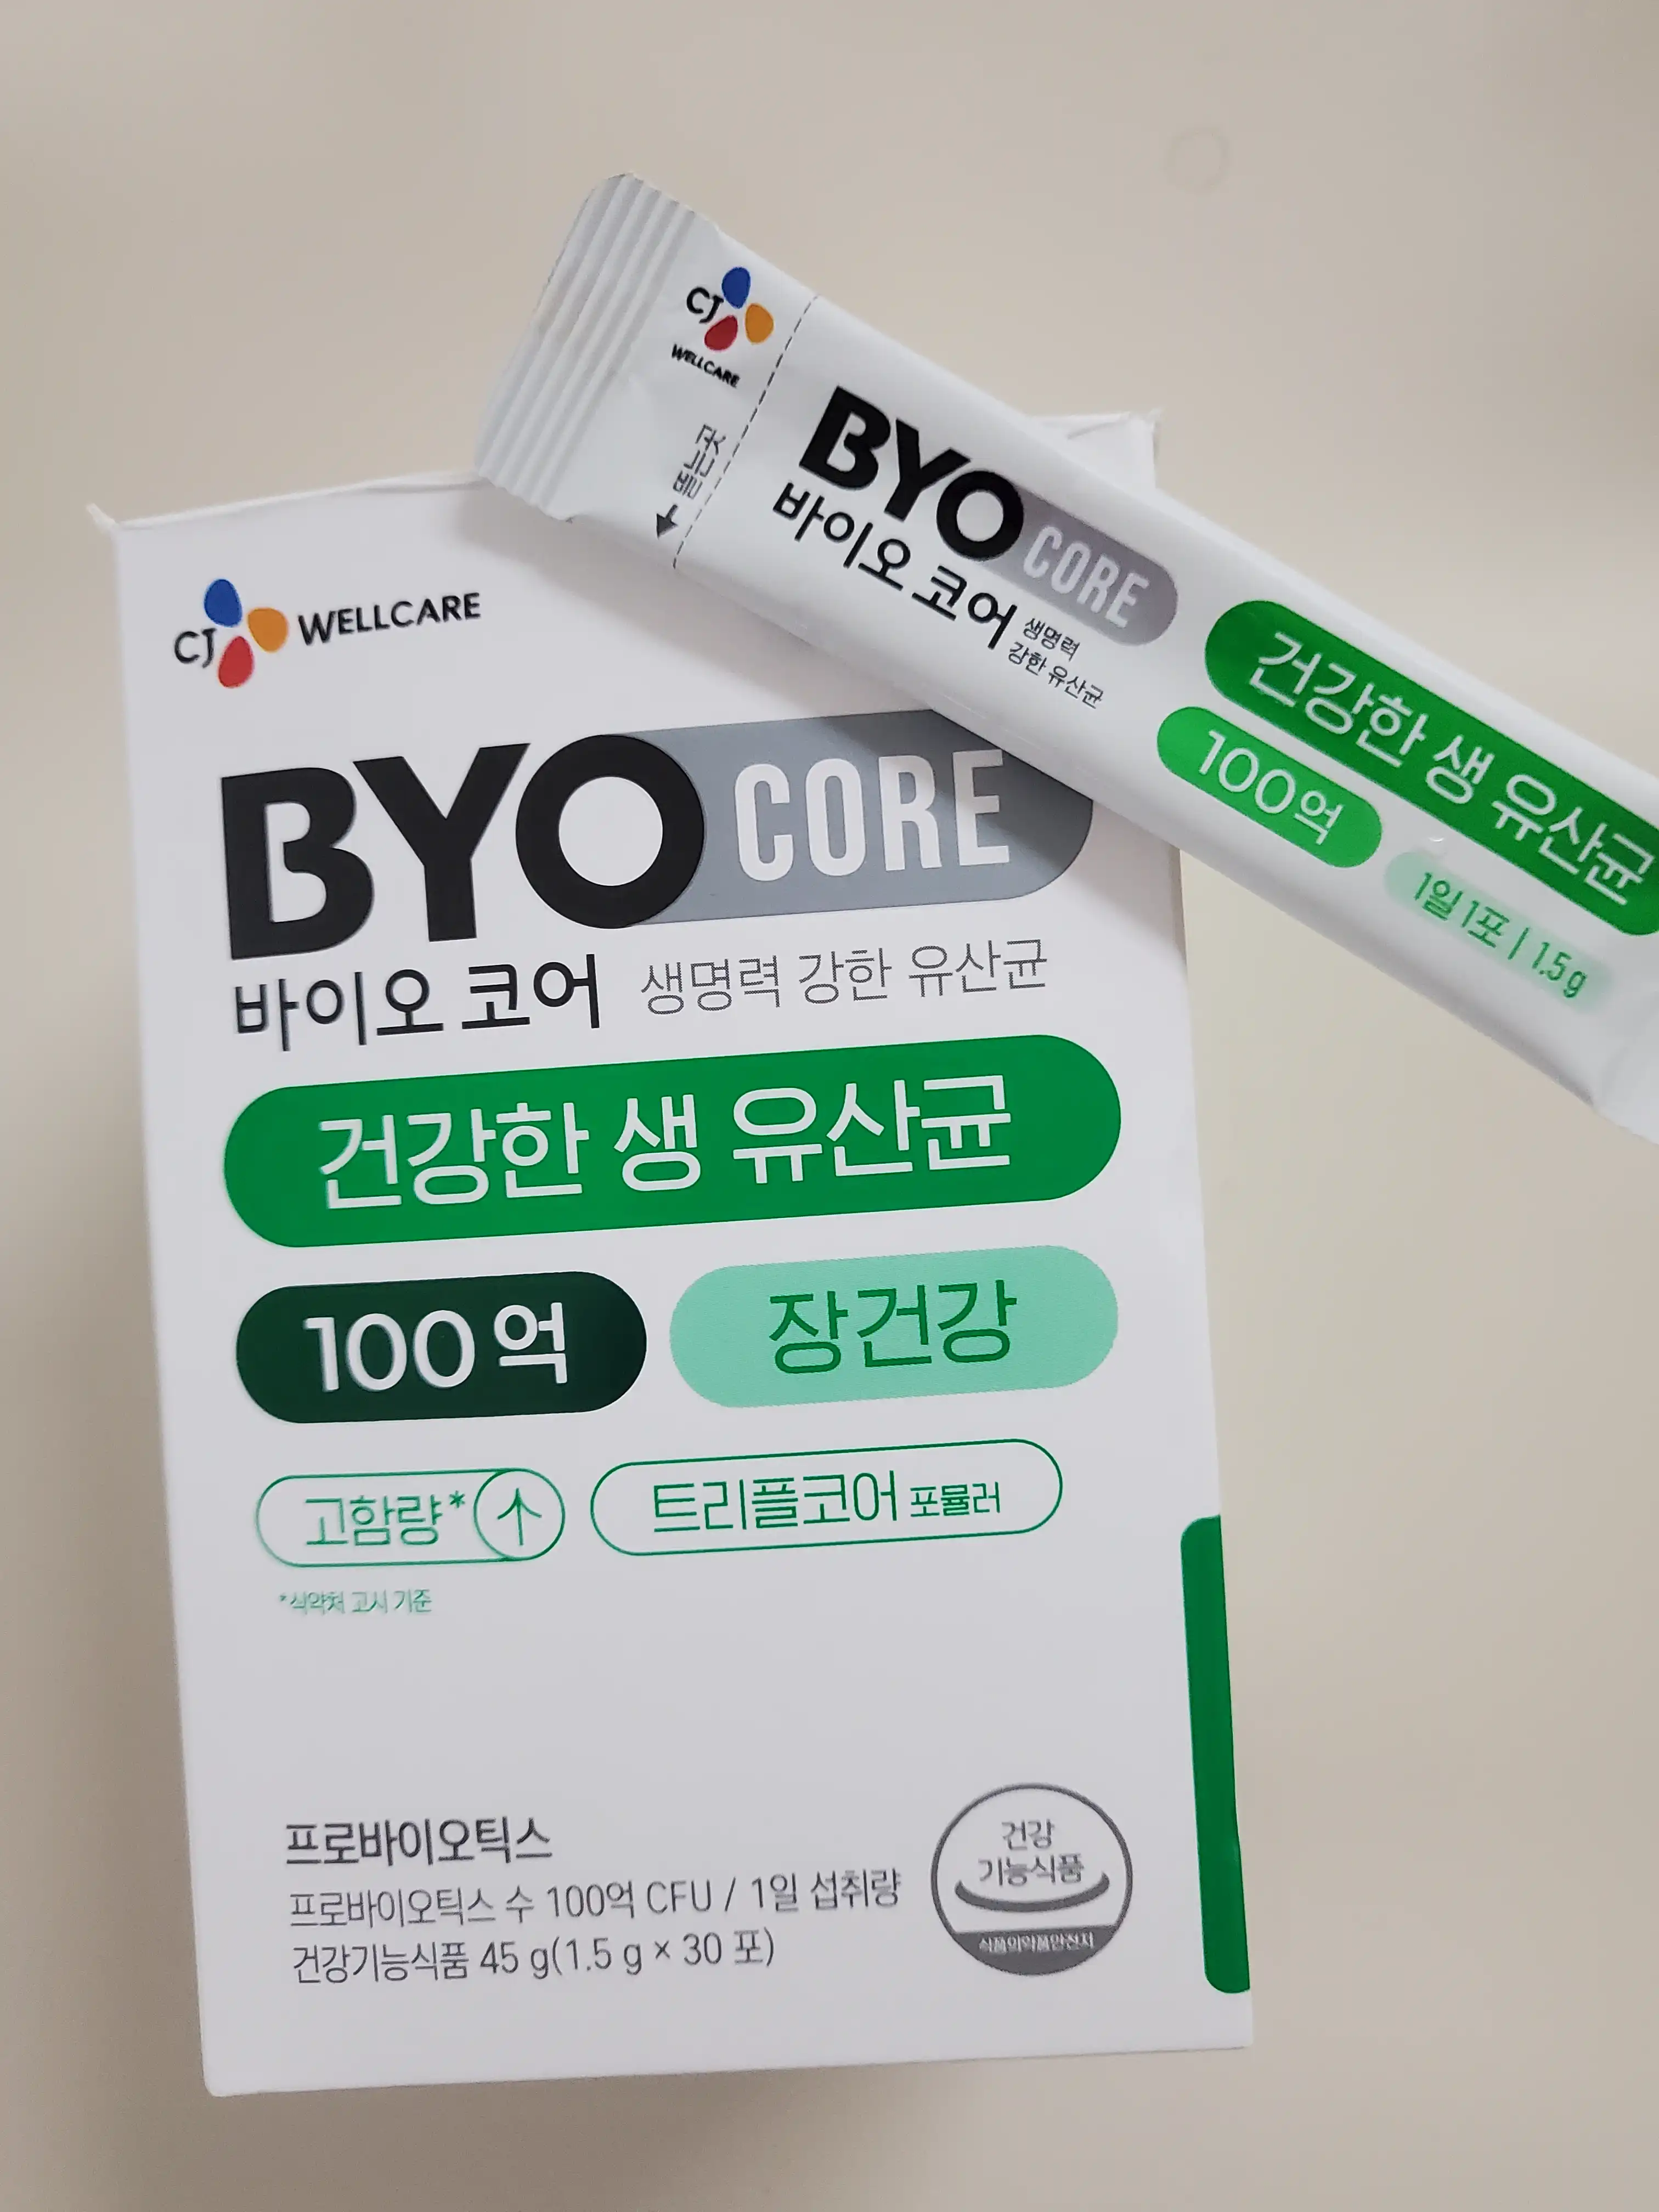 CJ
WELLCARE
뜯는곳
BYO CORE
바이오 코어 생명력
강한 유산균
건강한 생 유산균
100억
1일 1포 | 1.5 g
CJ WELLCARE
BYO CORE
바이오 코어 생명력 강한 유산균
건강한 생 유산균
100억 장건강
고함량* 트리플코어 포뮬러
*식약처 고시 기준
프로바이오틱스
프로바이오틱스 수 100억 CFU / 1일 섭취량
건강기능식품 45 g(1.5 g × 30 포)
건강
기능식품
식품의약품안전처